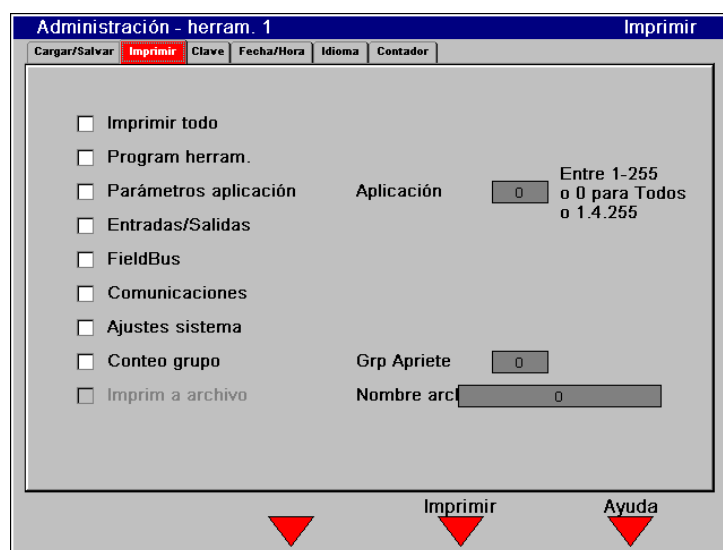 Administración - herram. 1 Imprimir
Cargar/Salvar Imprimir Clave Fecha/Hora Idioma Contador
Imprimir todo
Program herram.
Parámetros aplicación Aplicación 0 Entre 1-255
o 0 para Todos
o 1.4.255
Entradas/Salidas
FieldBus
Comunicaciones
Ajustes sistema
Conteo grupo Grp Apriete 0
Imprim a archivo Nombre arcl 0
Imprimir Ayuda